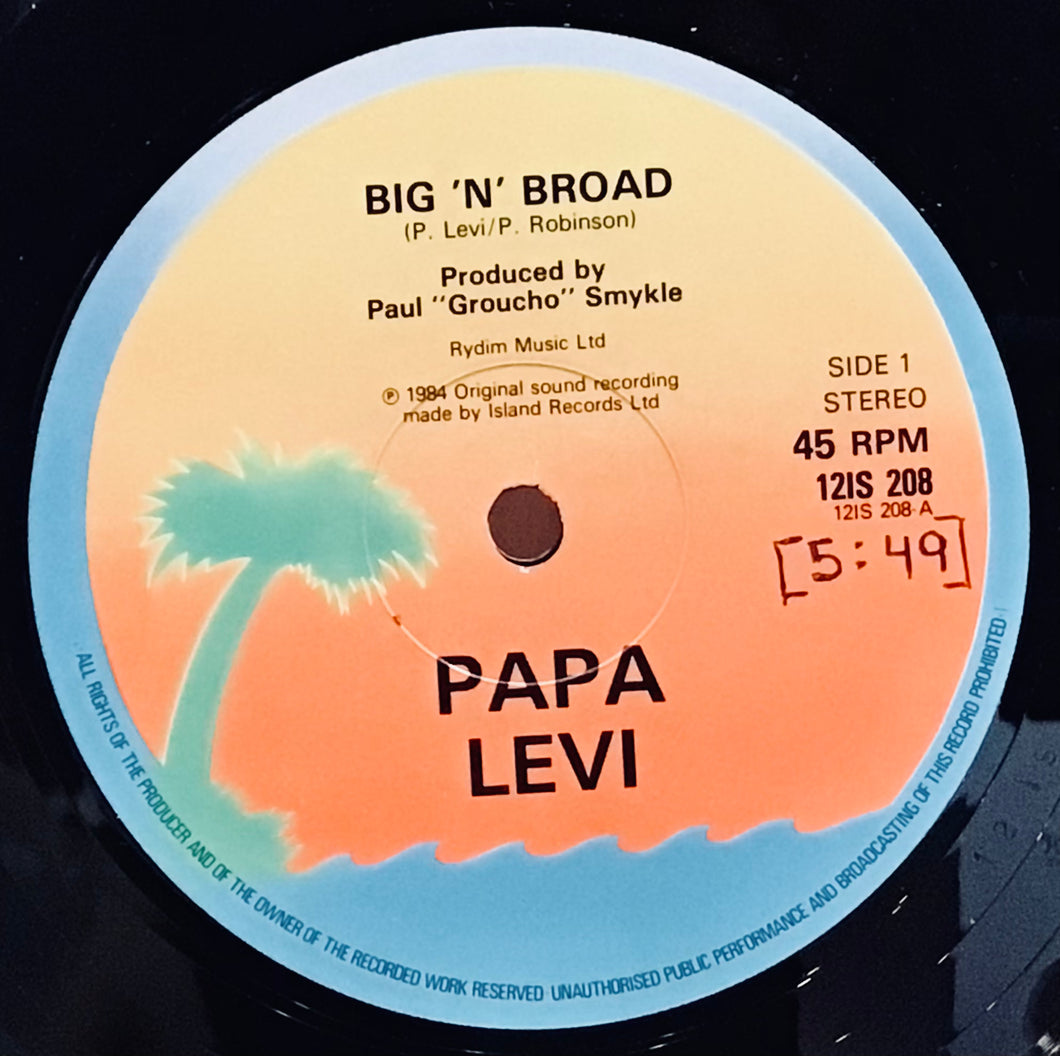 BIG 'N' BROAD
(P. Levi/P. Robinson)
Produced by
Paul "Groucho" Smykle
Rydim Music Ltd
℗ 1984 Original sound recording
made by Island Records Ltd
SIDE 1
STEREO
45 RPM
12IS 208
12IS 208-A
[5:49]
PAPA
LEVI
ALL RIGHTS OF THE PRODUCER AND OF THE OWNER OF THE RECORDED WORK RESERVED UNAUTHORISED PUBLIC PERFORMANCE AND BROADCASTING OF THIS RECORD PROHIBITED